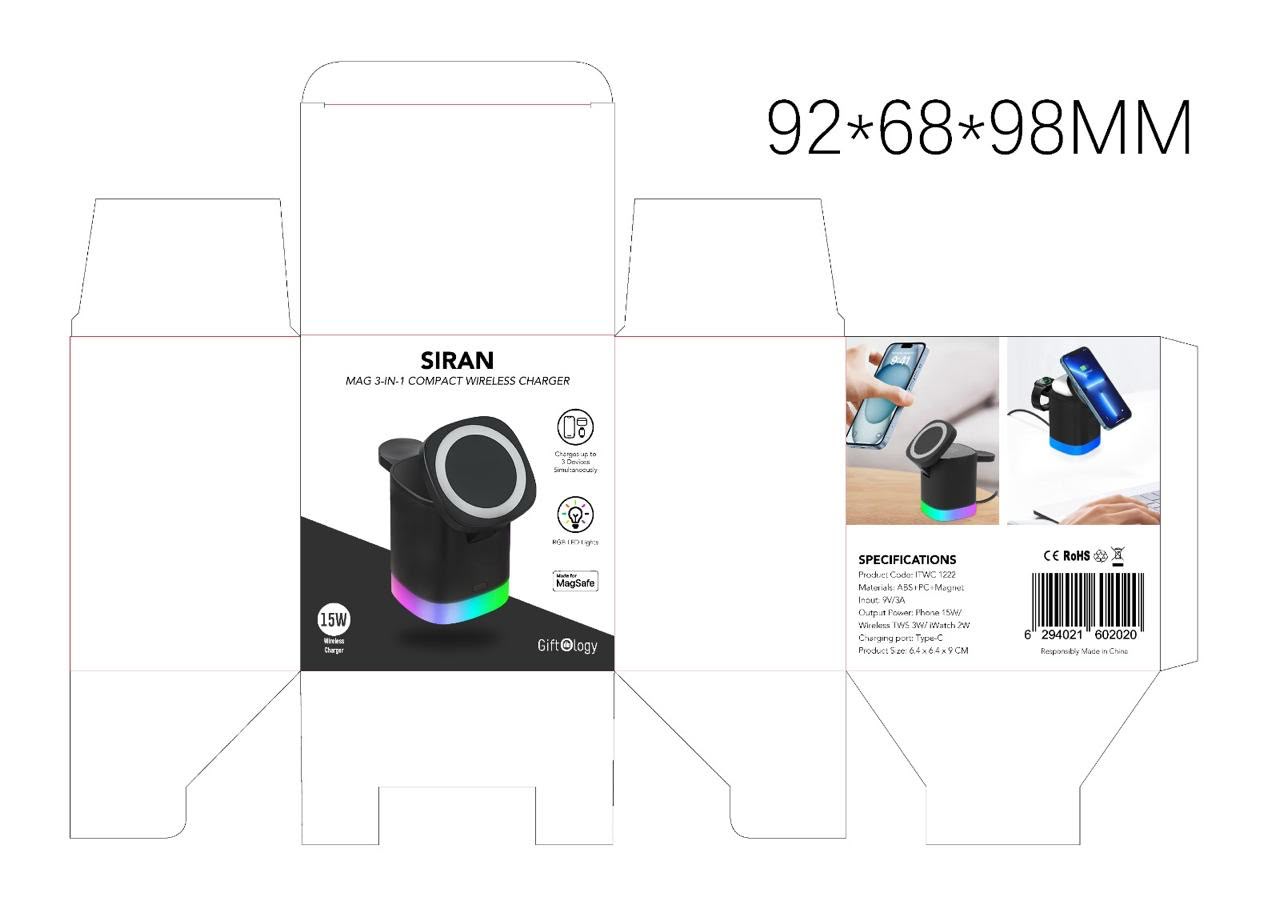 92*68*98MM
SIRAN
MAG 3-IN-1 COMPACT WIRELESS CHARGER
Charges up to
3 Devices
Simultaneously
RGB LED Lights
Made for
MagSafe
15W
Wireless
Charger
Giftology
9:41
SPECIFICATIONS
Product Code: ITWC 1222
Materials: ABS+PC+Magnet
Input: 9V/3A
Output Power: Phone 15W/
Wireless TWS 3W/ iWatch 2W
Charging port: Type-C
Product Size: 6.4 x 6.4 x 9 CM
CE RoHS
6 294021 602020
Responsibly Made in China